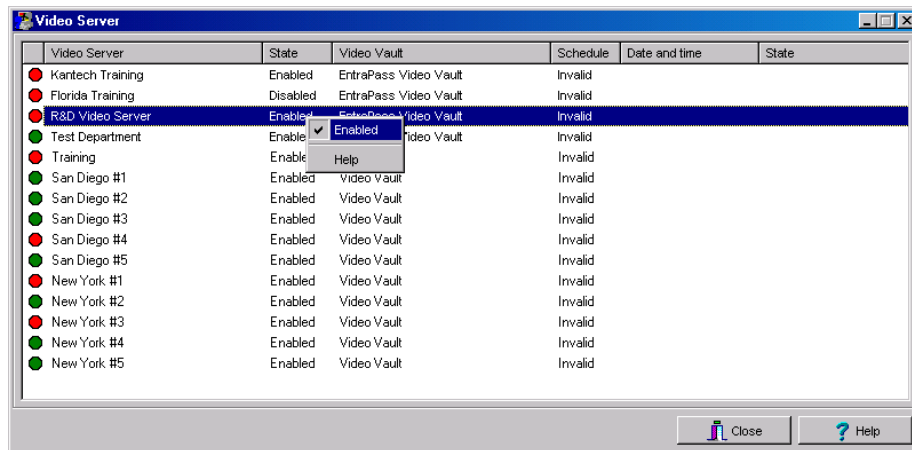 Video Server
Video Server State Video Vault Schedule Date and time State
Kantech Training Enabled EntraPass Video Vault Invalid
Florida Training Disabled EntraPass Video Vault Invalid
R&D Video Server Enabled EntraPass Video Vault Invalid
Test Department Video Vault Invalid
Enabled
Training Invalid
Help
San Diego #1 Enabled Video Vault Invalid
San Diego #2 Enabled Video Vault Invalid
San Diego #3 Enabled Video Vault Invalid
San Diego #4 Enabled Video Vault Invalid
San Diego #5 Enabled Video Vault Invalid
New York #1 Enabled Video Vault Invalid
New York #2 Enabled Video Vault Invalid
New York #3 Enabled Video Vault Invalid
New York #4 Enabled Video Vault Invalid
New York #5 Enabled Video Vault Invalid
Close Help